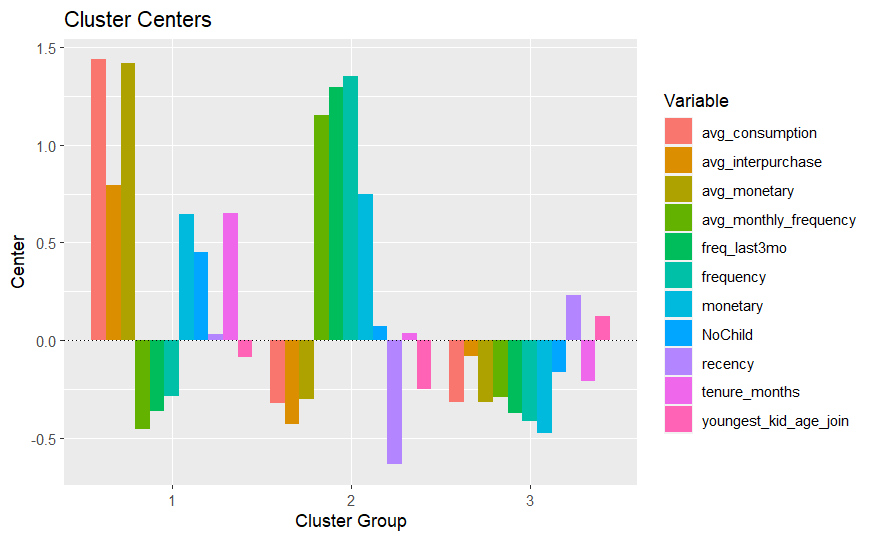 Cluster Centers
1.5
1.0
0.5
0.0
-0.5
Center
1 2 3
Cluster Group
Variable
avg_consumption
avg_interpurchase
avg_monetary
avg_monthly_frequency
freq_last3mo
frequency
monetary
NoChild
recency
tenure_months
youngest_kid_age_join